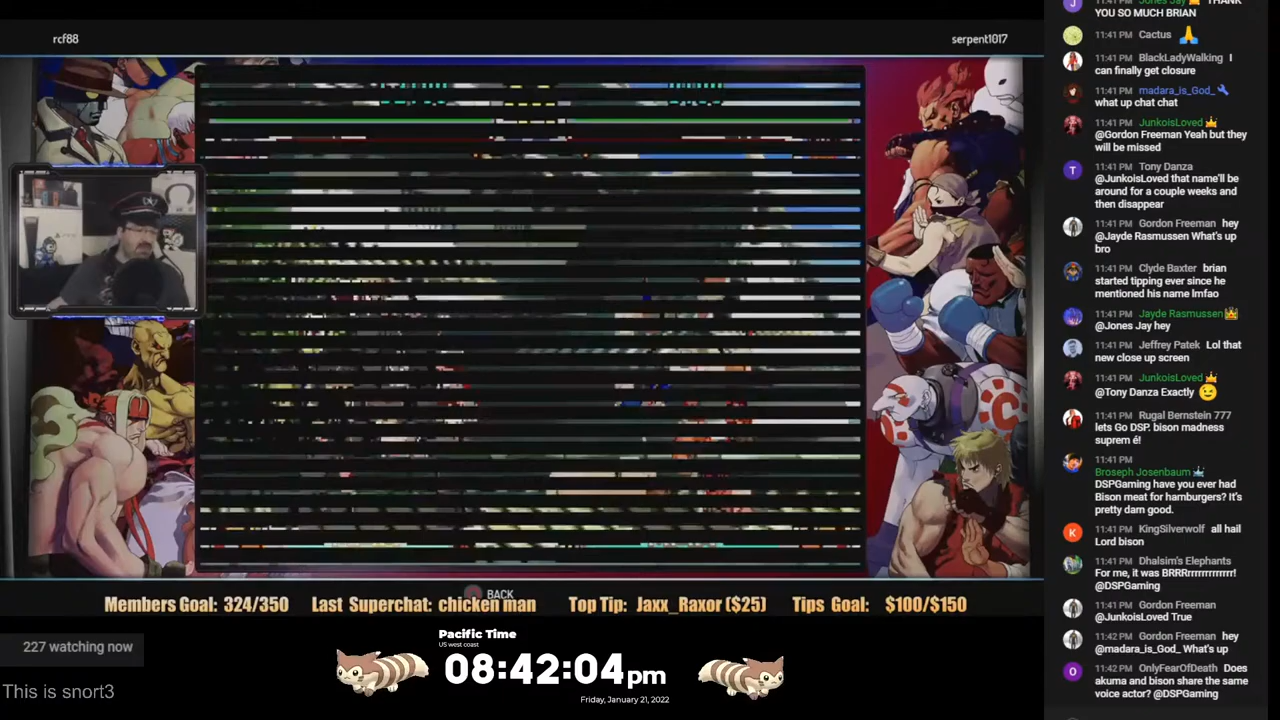 rcf88
serpent1017
BACK
Members Goal: 324/350 Last Superchat: chicken man Top Tip: Jaxx_Raxor ($25) Tips Goal: $100/$150
227 watching now
This is snort3
Pacific Time
US west coast
08:42:04pm
Friday, January 21, 2022
YOU SO MUCH BRIAN
11:41 PM Cactus 🙏
11:41 PM BlackLadyWalking I
can finally get closure
11:41 PM madara_is_God_
what up chat chat
11:41 PM JunkoisLoved
@Gordon Freeman Yeah but they
will be missed
11:41 PM Tony Danza
@JunkoisLoved that name'll be
around for a couple weeks and
then disappear
11:41 PM Gordon Freeman hey
@Jayde Rasmussen What's up
bro
11:41 PM Clyde Baxter brian
started tipping ever since he
mentioned his name lmfao
11:41 PM Jayde Rasmussen
@Jones Jay hey
11:41 PM Jeffrey Patek Lol that
new close up screen
11:41 PM JunkoisLoved
@Tony Danza Exactly 😉
11:41 PM Rugal Bernstein 777
lets Go DSP. bison madness
suprem é!
11:41 PM
Broseph Josenbaum
DSPGaming have you ever had
Bison meat for hamburgers? It's
pretty darn good.
11:41 PM KingSilverwolf all hail
Lord bison
11:41 PM Dhalsim's Elephants
For me, it was BRRRrrrrrrrrrrrrr!
@DSPGaming
11:41 PM Gordon Freeman
@JunkoisLoved True
11:42 PM Gordon Freeman hey
@madara_is_God_ What's up
11:42 PM OnlyFearOfDeath Does
akuma and bison share the same
voice actor? @DSPGaming